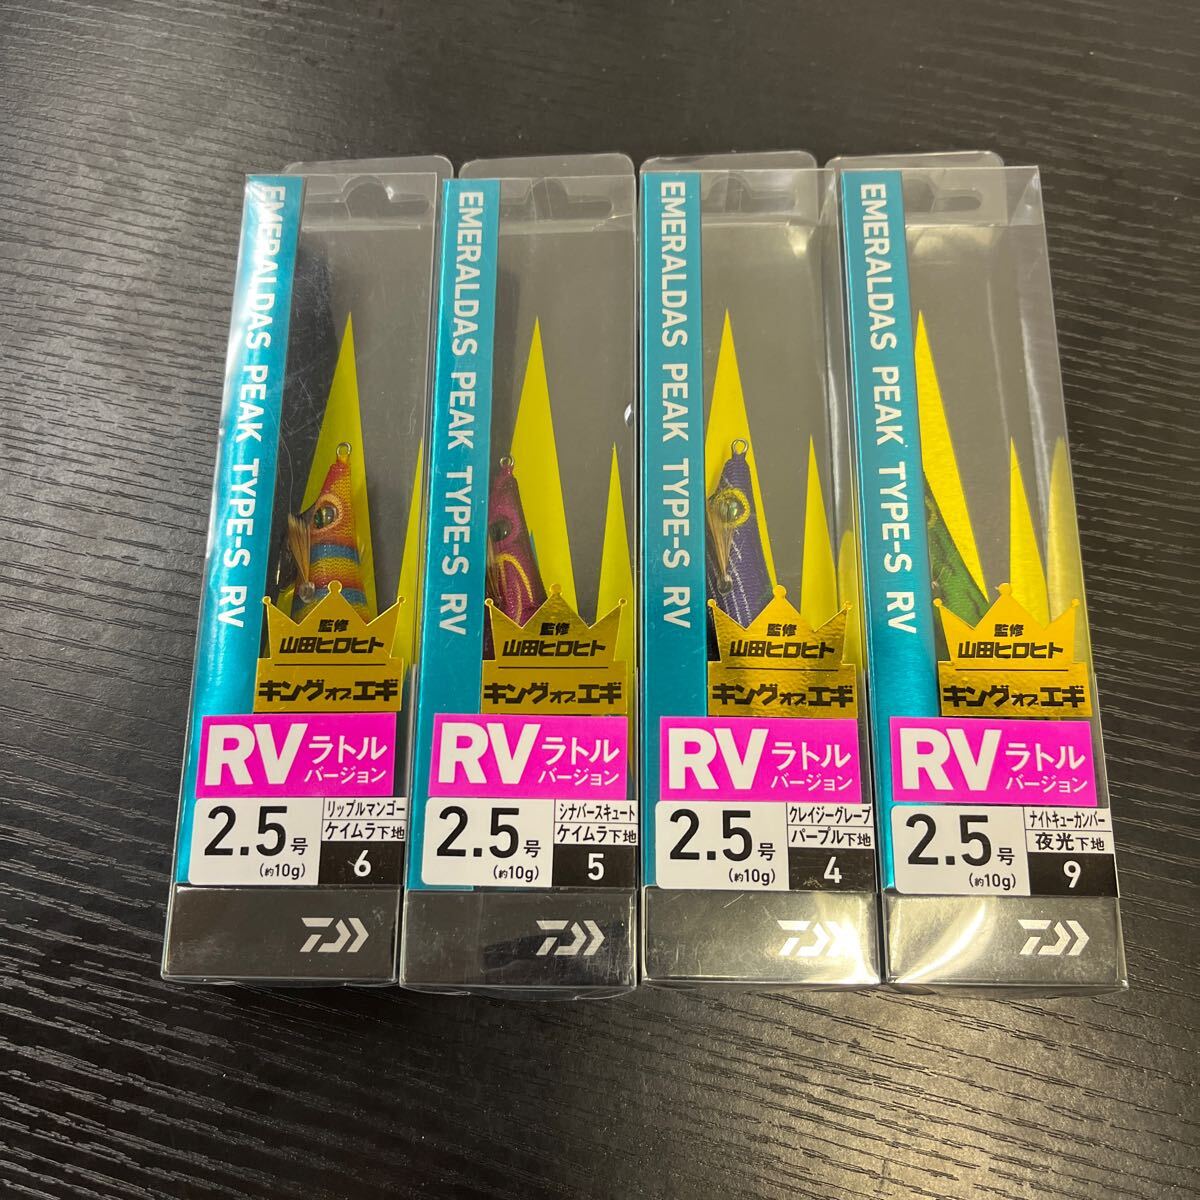 EMERALDAS PEAK TYPE-S RV
監修
山田ヒロヒト
キングオブエギ
RV ラトル
バージョン
2.5号
(約10g)
リップルマンゴー
ケイムラ下地
6
EMERALDAS PEAK TYPE-S RV
監修
山田ヒロヒト
キングオブエギ
RV ラトル
バージョン
2.5号
(約10g)
シナバースキュート
ケイムラ下地
5
EMERALDAS PEAK TYPE-S RV
監修
山田ヒロヒト
キングオブエギ
RV ラトル
バージョン
2.5号
(約10g)
クレイジーグレープ
パープル下地
4
EMERALDAS PEAK TYPE-S RV
監修
山田ヒロヒト
キングオブエギ
RV ラトル
バージョン
2.5号
(約10g)
ナイトキューカンバー
夜光下地
9